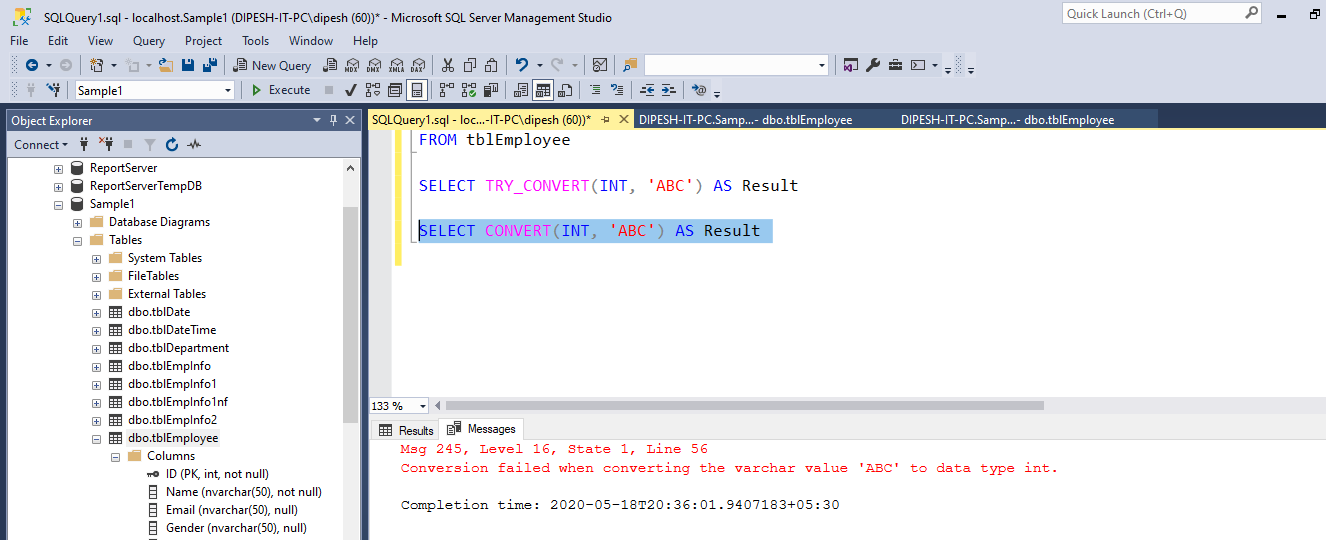 SQLQuery1.sql - localhost.Sample1 (DIPESH-IT-PC\dipesh (60))* - Microsoft SQL Server Management Studio
Quick Launch (Ctrl+Q)
File Edit View Query Project Tools Window Help
New Query MDX DMX XMLA DAX
Sample1 Execute
Object Explorer
SQLQuery1.sql - loc...-IT-PC\dipesh (60))* DIPESH-IT-PC.Samp...- dbo.tblEmployee DIPESH-IT-PC.Samp...- dbo.tblEmployee
Connect
ReportServer
ReportServerTempDB
Sample1
Database Diagrams
Tables
System Tables
FileTables
External Tables
dbo.tblDate
dbo.tblDateTime
dbo.tblDepartment
dbo.tblEmpInfo
dbo.tblEmpInfo1
dbo.tblEmpInfo1nf
dbo.tblEmpInfo2
dbo.tblEmployee
Columns
ID (PK, int, not null)
Name (nvarchar(50), not null)
Email (nvarchar(50), null)
Gender (nvarchar(50), null)
FROM tblEmployee
SELECT TRY_CONVERT(INT, 'ABC') AS Result
SELECT CONVERT(INT, 'ABC') AS Result
133 %
Results Messages
Msg 245, Level 16, State 1, Line 56
Conversion failed when converting the varchar value 'ABC' to data type int.
Completion time: 2020-05-18T20:36:01.9407183+05:30